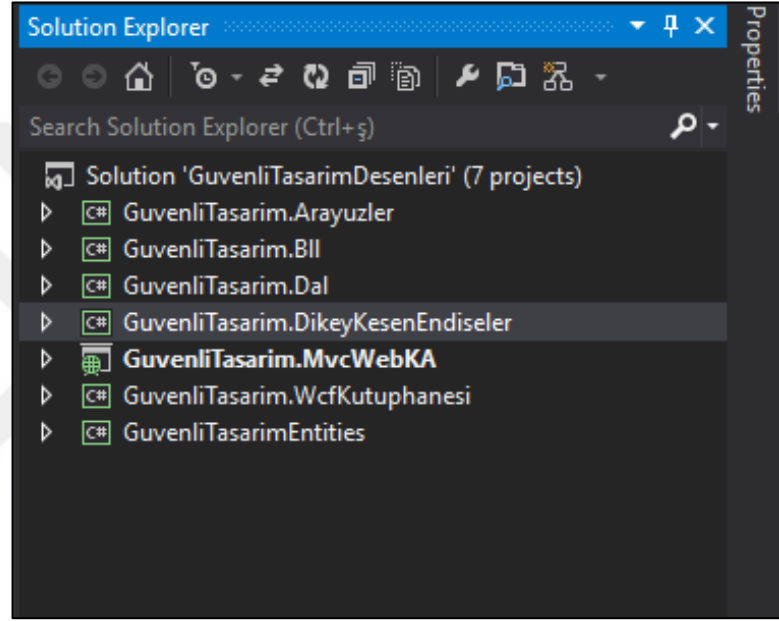 Solution Explorer
Properties
Search Solution Explorer (Ctrl+ş)
Solution 'GuvenliTasarimDesenleri' (7 projects)
C# GuvenliTasarim.Arayuzler
C# GuvenliTasarim.Bll
C# GuvenliTasarim.Dal
C# GuvenliTasarim.DikeyKesenEndiseler
GuvenliTasarim.MvcWebKA
C# GuvenliTasarim.WcfKutuphanesi
C# GuvenliTasarimEntities